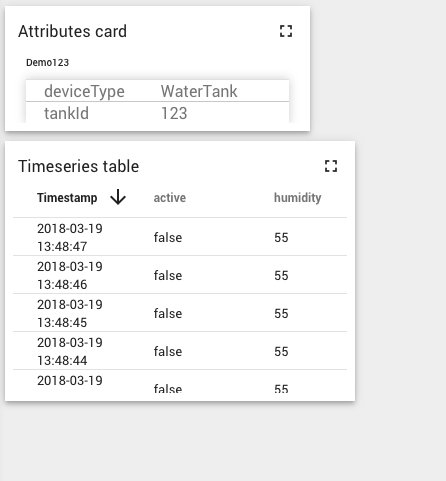 Attributes card
Demo123
deviceType WaterTank
tankId 123
Timeseries table
Timestamp active humidity
2018-03-19
13:48:47 false 55
2018-03-19
13:48:46 false 55
2018-03-19
13:48:45 false 55
2018-03-19
13:48:44 false 55
2018-03-19
false 55